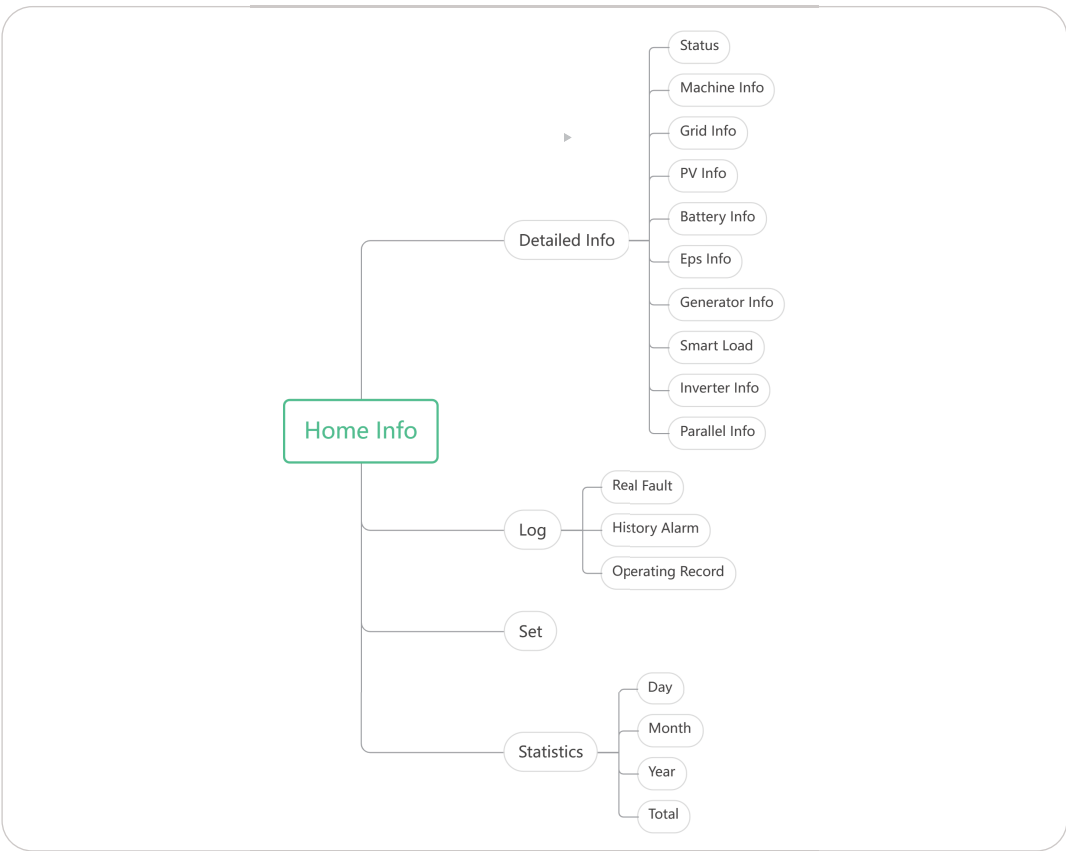 Home Info
Detailed Info
Status
Machine Info
Grid Info
PV Info
Battery Info
Eps Info
Generator Info
Smart Load
Inverter Info
Parallel Info
Log
Real Fault
History Alarm
Operating Record
Set
Statistics
Day
Month
Year
Total